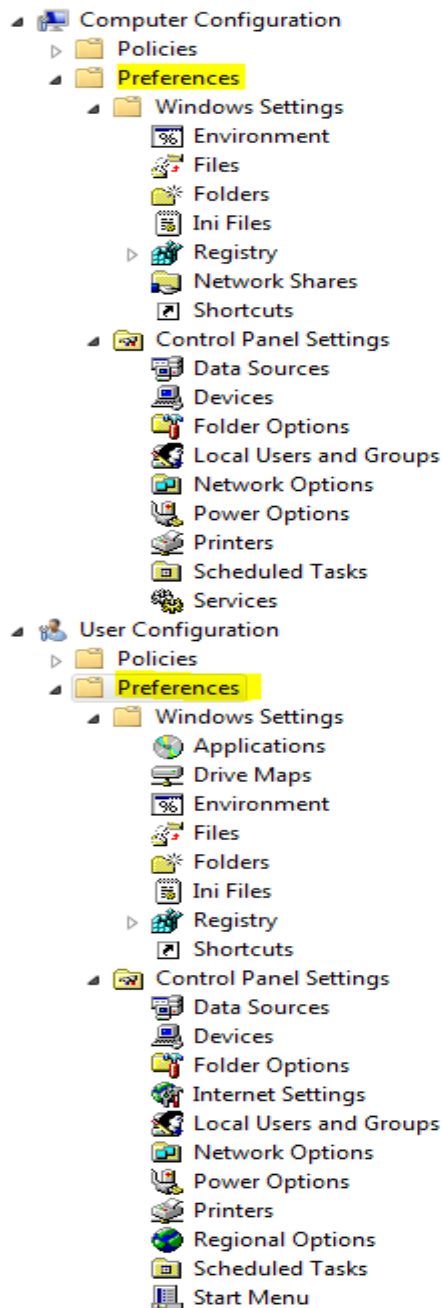 Computer Configuration
Policies
Preferences
Windows Settings
Environment
Files
Folders
Ini Files
Registry
Network Shares
Shortcuts
Control Panel Settings
Data Sources
Devices
Folder Options
Local Users and Groups
Network Options
Power Options
Printers
Scheduled Tasks
Services
User Configuration
Policies
Preferences
Windows Settings
Applications
Drive Maps
Environment
Files
Folders
Ini Files
Registry
Shortcuts
Control Panel Settings
Data Sources
Devices
Folder Options
Internet Settings
Local Users and Groups
Network Options
Power Options
Printers
Regional Options
Scheduled Tasks
Start Menu